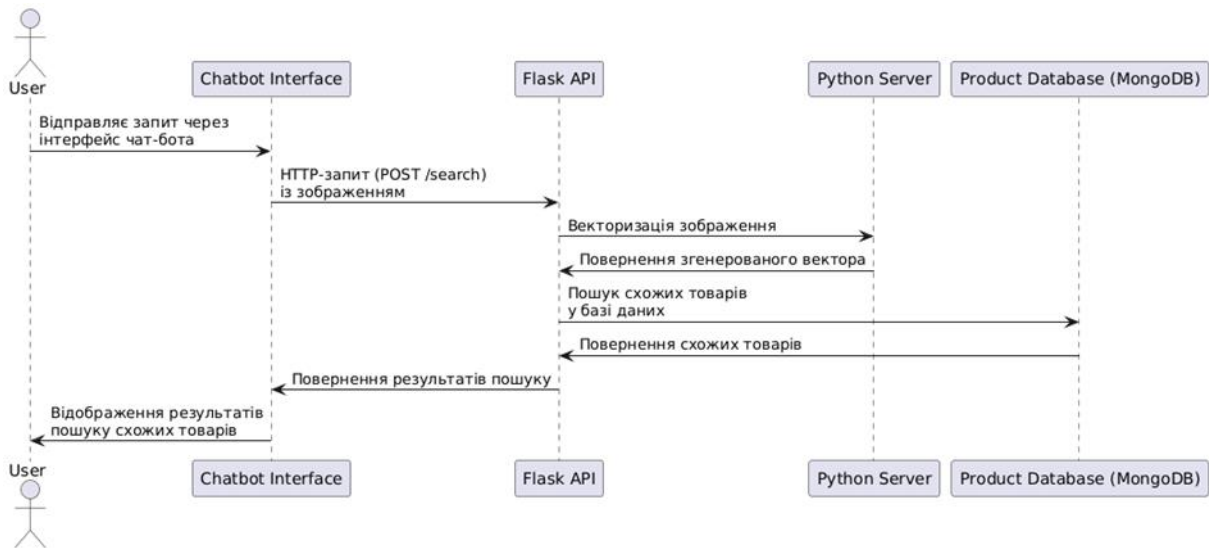 User
Chatbot Interface
Flask API
Python Server
Product Database (MongoDB)
Відправляє запит через
інтерфейс чат-бота
HTTP-запит (POST /search)
із зображенням
Векторизація зображення
Повернення згенерованого вектора
Пошук схожих товарів
у базі даних
Повернення схожих товарів
Повернення результатів пошуку
Відображення результатів
пошуку схожих товарів
User
Chatbot Interface
Flask API
Python Server
Product Database (MongoDB)